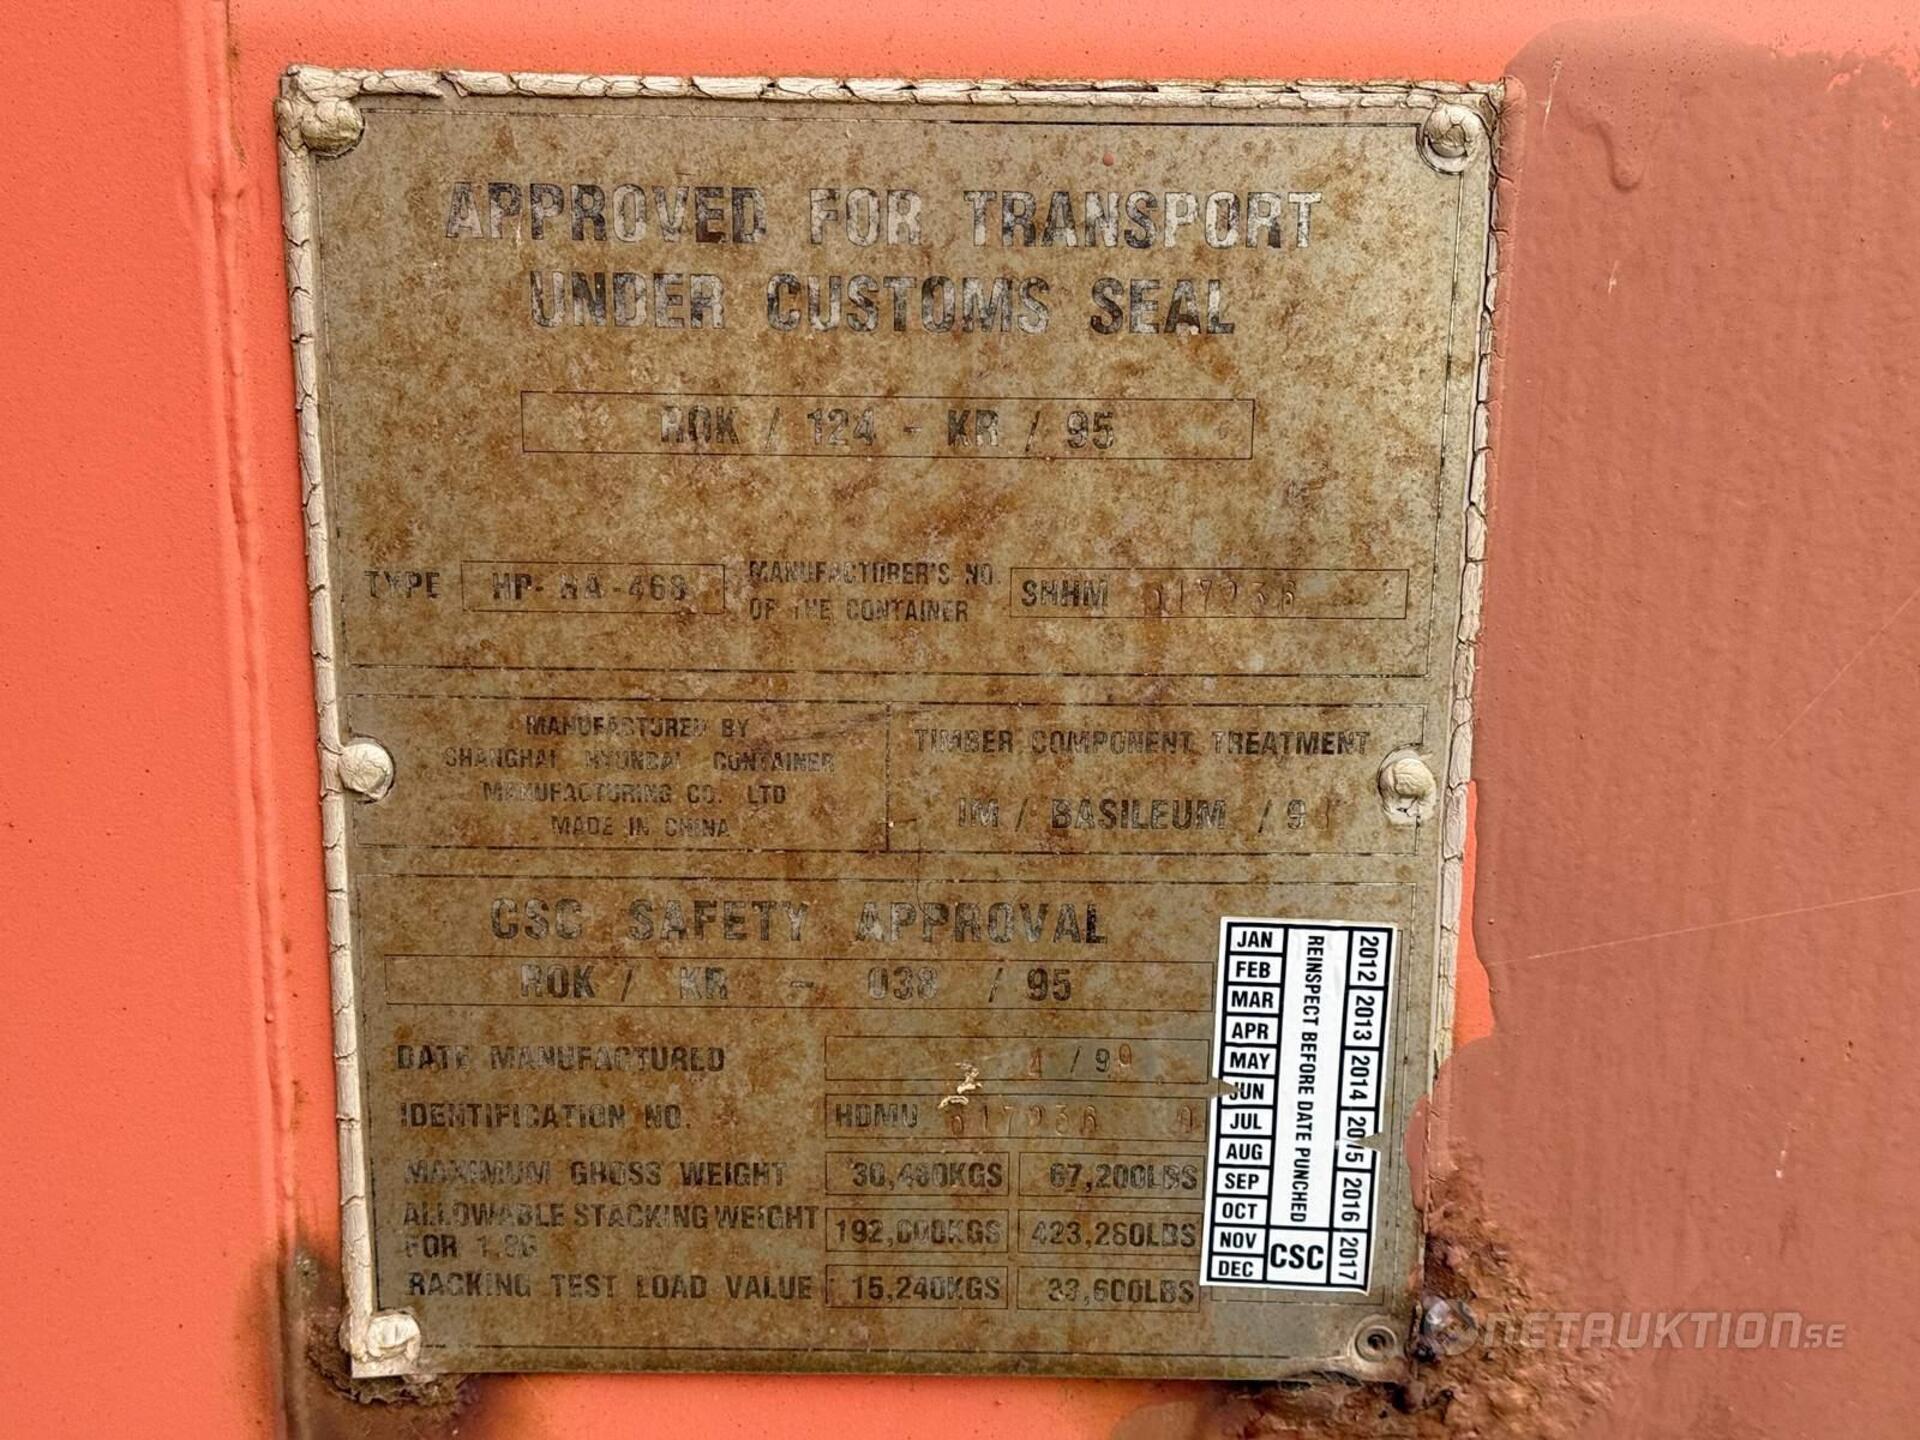 APPROVED FOR TRANSPORT
UNDER CUSTOMS SEAL
ROK / 124 - KR / 95
TYPE HP-HA-468 MANUFACTURER'S NO. OF THE CONTAINER SHHM
MANUFACTURED BY
SHANGHAI HYUNDAI CONTAINER
MANUFACTURING CO. LTD
MADE IN CHINA
TIMBER COMPONENT TREATMENT
IM / BASILEUM /
CSC SAFETY APPROVAL
ROK / KR - 038 / 95
DATE MANUFACTURED
IDENTIFICATION NO. HDMU
MAXIMUM GROSS WEIGHT 30,480KGS 67,200LBS
ALLOWABLE STACKING WEIGHT
FOR 1.8G 192,000KGS 423,280LBS
RACKING TEST LOAD VALUE 15,240KGS 33,600LBS
JAN
FEB
MAR
APR
MAY
JUN
JUL
AUG
SEP
OCT
NOV
DEC
REINSPECT BEFORE DATE PUNCHED
CSC
2012 2013 2014 2015 2016 2017
NETAUKTION.SE